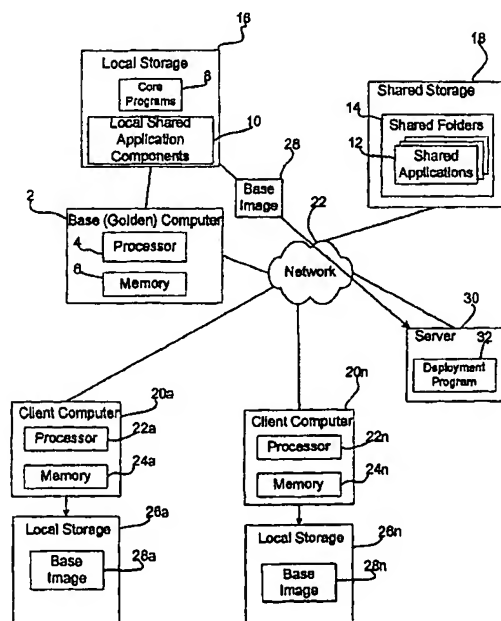 16
18
Local Storage
Core
Programs
8
Local Shared Application
Components
10
Shared Storage
14
Shared Folders
12
Shared
Applications
28
Base
Image
2
Base (Golden) Computer
4
Processor
6
Memory
22
Network
30
Server
32
Deployment
Program
20a
Client Computer
Processor
22a
Memory
24a
26a
Local Storage
Base
Image
28a
20n
Client Computer
Processor
22n
Memory
24n
26n
Local Storage
Base
Image
28n